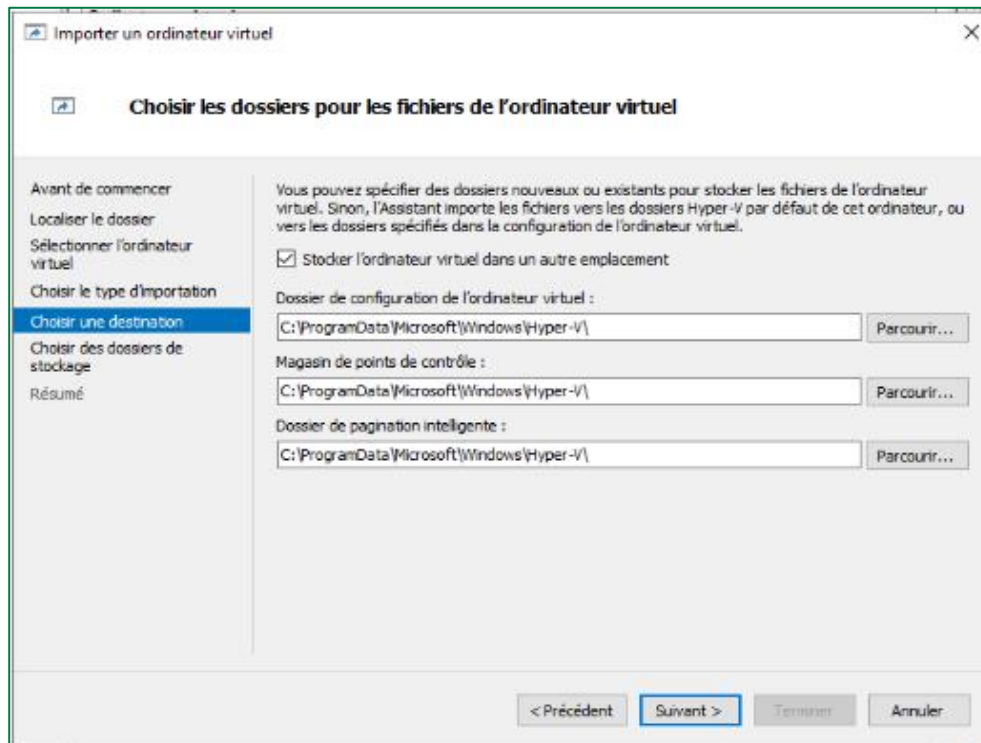 Importer un ordinateur virtuel
Choisir les dossiers pour les fichiers de l'ordinateur virtuel
Avant de commencer
Localiser le dossier
Sélectionner l'ordinateur
virtuel
Choisir le type d'importation
Choisir une destination
Choisir des dossiers de
stockage
Résumé
Vous pouvez spécifier des dossiers nouveaux ou existants pour stocker les fichiers de l'ordinateur
virtuel. Sinon, l'Assistant importe les fichiers vers les dossiers Hyper-V par défaut de cet ordinateur, ou
vers les dossiers spécifiés dans la configuration de l'ordinateur virtuel.
Stocker l'ordinateur virtuel dans un autre emplacement
Dossier de configuration de l'ordinateur virtuel :
C:\ProgramData\Microsoft\Windows\Hyper-V\ Parcourir...
Magasin de points de contrôle :
C:\ProgramData\Microsoft\Windows\Hyper-V\ Parcourir...
Dossier de pagination intelligente :
C:\ProgramData\Microsoft\Windows\Hyper-V\ Parcourir...
< Précédent Suivant > Terminer Annuler